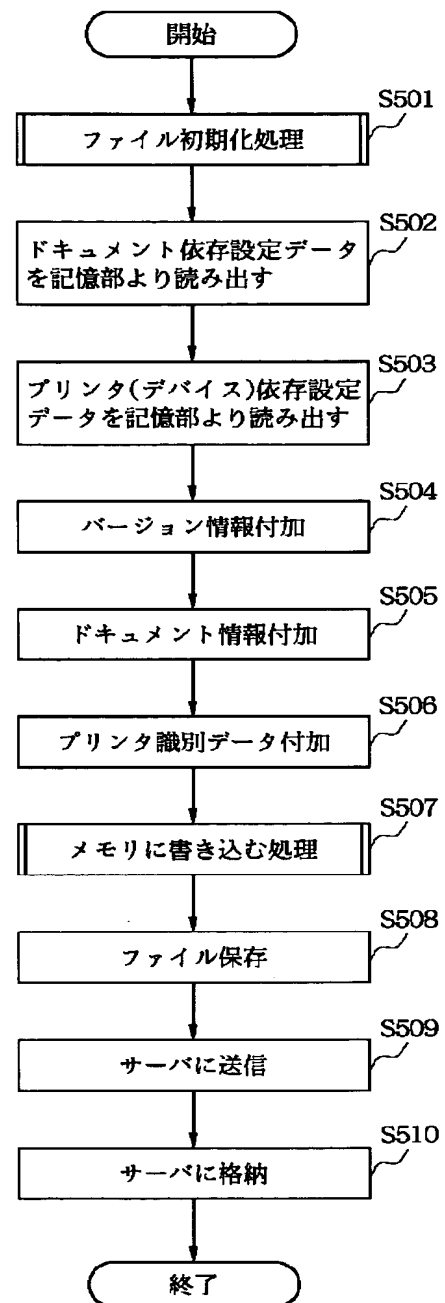 開始
S501
ファイル初期化処理
S502
ドキュメント依存設定データ
を記憶部より読み出す
S503
プリンタ(デバイス)依存設定
データを記憶部より読み出す
S504
バージョン情報付加
S505
ドキュメント情報付加
S506
プリンタ識別データ付加
S507
メモリに書き込む処理
S508
ファイル保存
S509
サーバに送信
S510
サーバに格納
終了